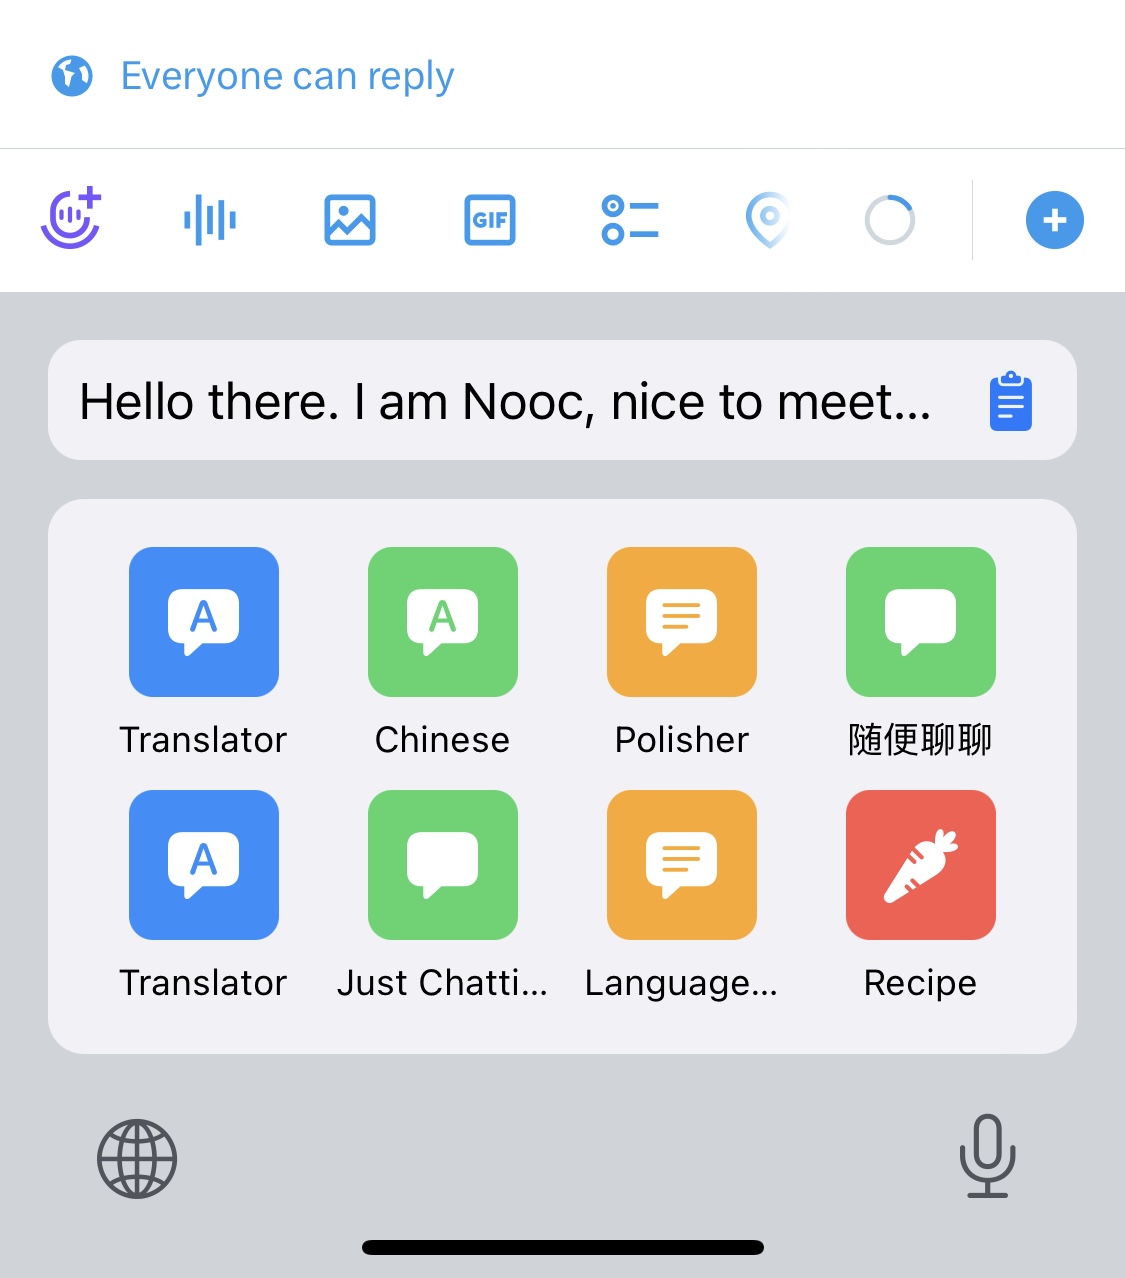 Everyone can reply
GIF
Hello there. I am Nooc, nice to meet...
A
A
Translator
Chinese
Polisher
随便聊聊
A
Translator
Just Chatti...
Language...
Recipe